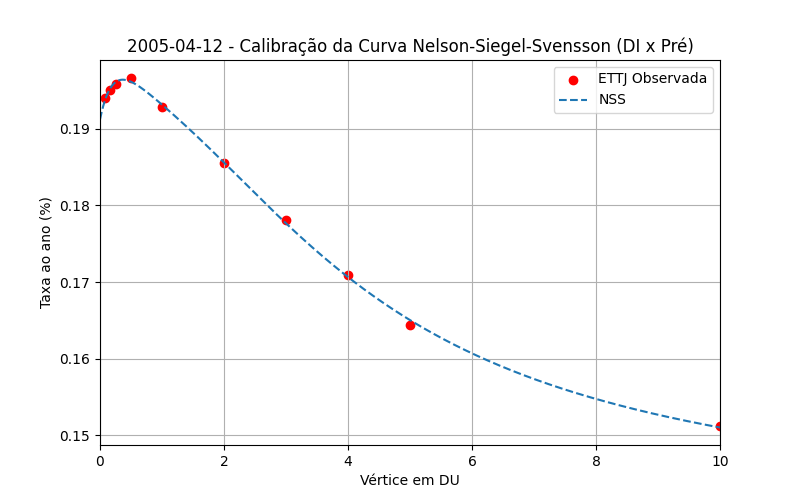 2005-04-12 - Calibração da Curva Nelson-Siegel-Svensson (DI x Pré)
ETTJ Observada
NSS
Taxa ao ano (%)
0.19
0.18
0.17
0.16
0.15
0 2 4 6 8 10
Vértice em DU